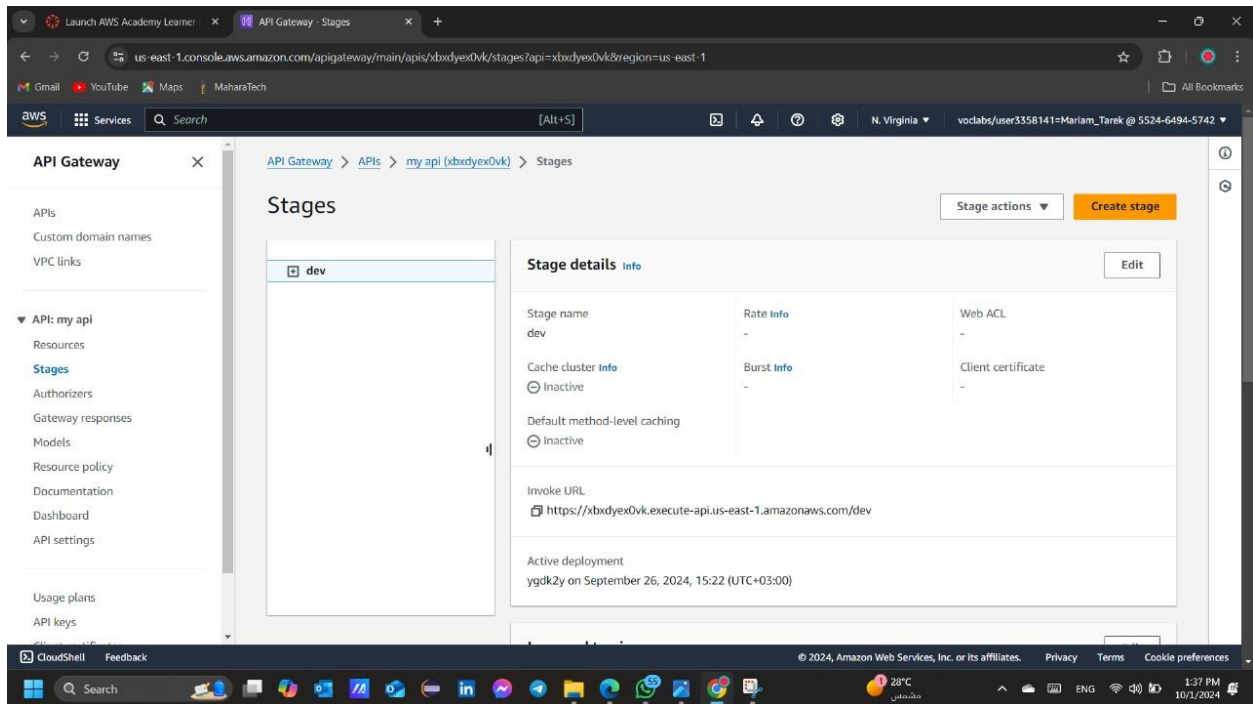 Launch AWS Academy Learner
API Gateway - Stages
us-east-1.console.aws.amazon.com/apigateway/main/apis/xbxdyex0vk/stages?api=xbxdyex0vk&region=us-east-1
Gmail YouTube Maps MaharaTech All Bookmarks
aws Services Search [Alt+S] N. Virginia voclabs/user3358141=Mariam_Tarek @ 5524-6494-5742
API Gateway
APIs
Custom domain names
VPC links
API: my api
Resources
Stages
Authorizers
Gateway responses
Models
Resource policy
Documentation
Dashboard
API settings
Usage plans
API keys
API Gateway > APIs > my api (xbxdyex0vk) > Stages
Stages
Stage actions
Create stage
dev
Stage details Info
Edit
Stage name
dev
Rate Info
-
Web ACL
-
Cache cluster Info
Inactive
Burst Info
-
Client certificate
-
Default method-level caching
Inactive
Invoke URL
https://xbxdyex0vk.execute-api.us-east-1.amazonaws.com/dev
Active deployment
ygdk2y on September 26, 2024, 15:22 (UTC+03:00)
CloudShell Feedback © 2024, Amazon Web Services, Inc. or its affiliates. Privacy Terms Cookie preferences
Search
55
1
28°C
مشمس
ENG
1:37 PM
10/1/2024